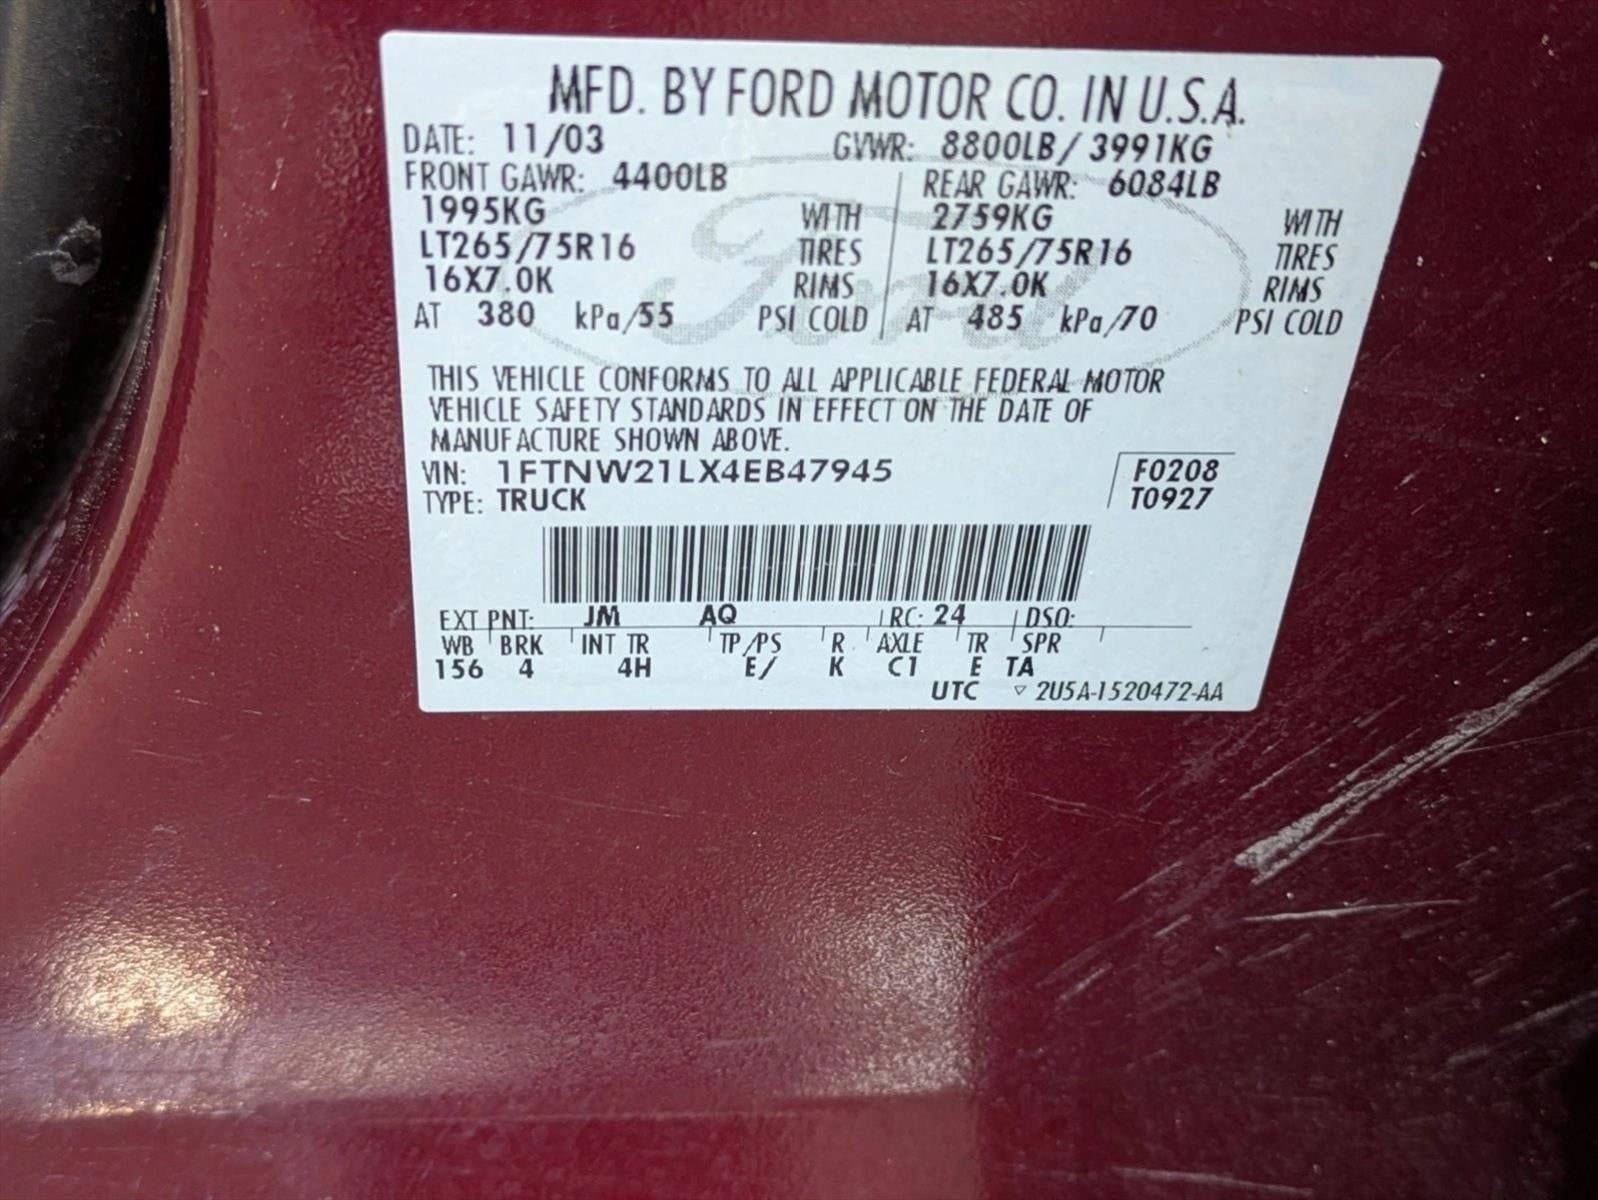 MFD. BY FORD MOTOR CO. IN U.S.A.
DATE: 11/03 GVWR: 8800LB/ 3991KG
FRONT GAWR: 4400LB REAR GAWR: 6084LB
1995KG WITH 2759KG WITH
LT265/75R16 TIRES LT265/75R16 TIRES
16X7.0K RIMS 16X7.0K RIMS
AT 380 kPa/55 PSI COLD AT 485 kPa/70 PSI COLD
Ford
THIS VEHICLE CONFORMS TO ALL APPLICABLE FEDERAL MOTOR
VEHICLE SAFETY STANDARDS IN EFFECT ON THE DATE OF
MANUFACTURE SHOWN ABOVE.
VIN: 1FTNW21LX4EB47945 F0208
TYPE: TRUCK T0927
EXT PNT: JM AQ RC: 24 DSO:
WB BRK INT TR TP/PS R AXLE TR SPR
156 4 4H E/ K C1 E TA
UTC ▽ 2U5A-1520472-AA